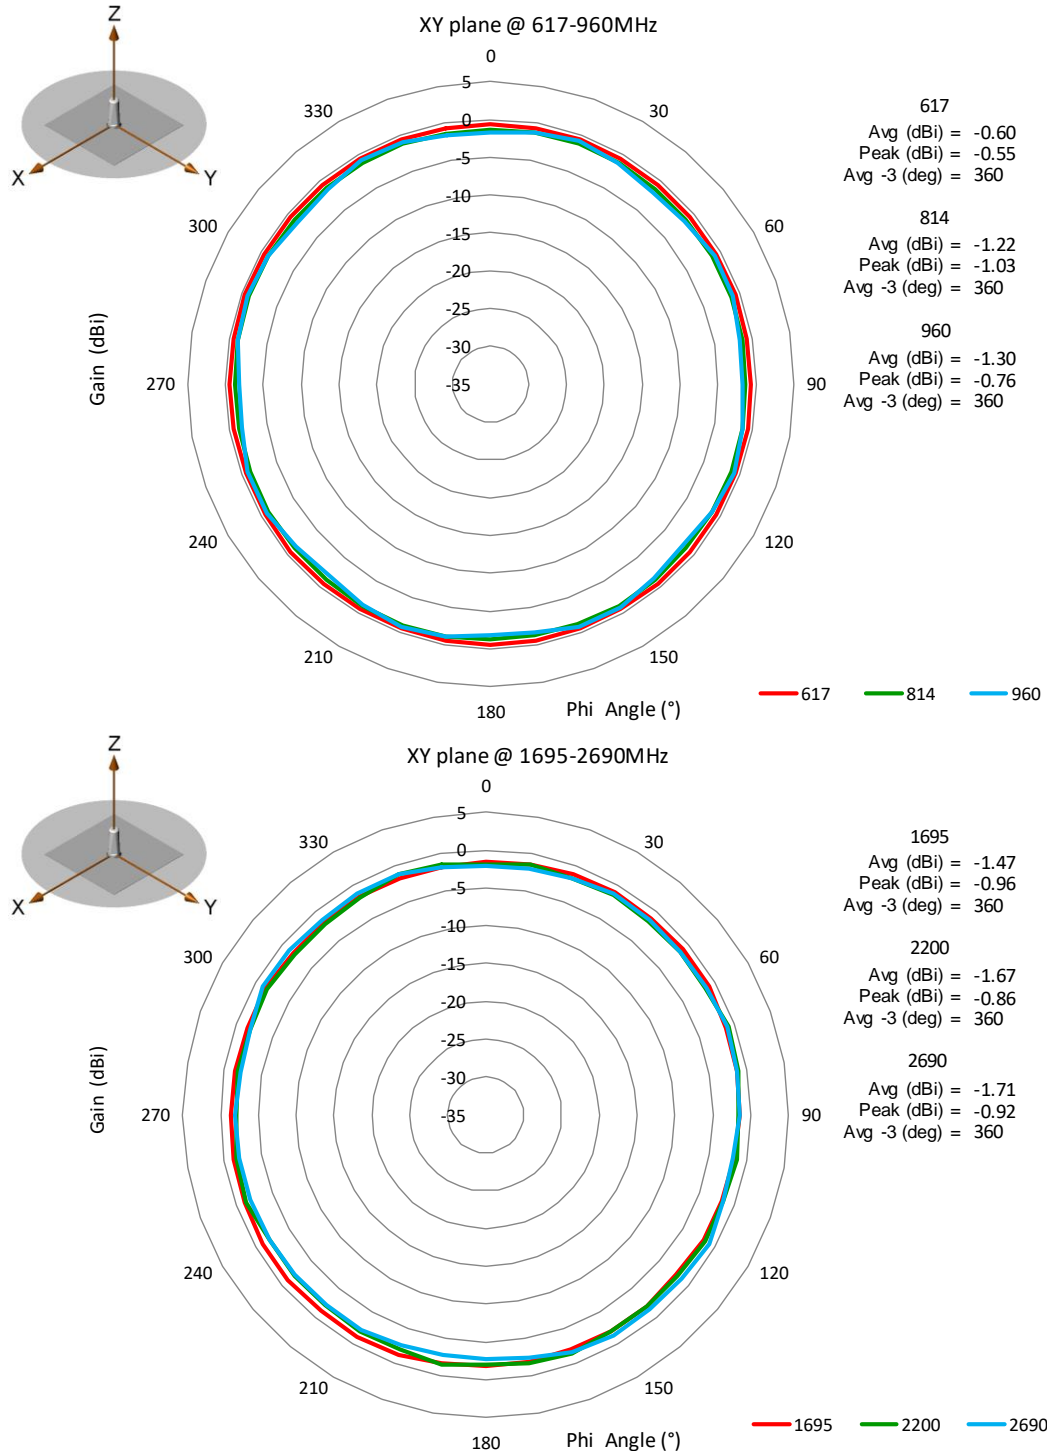 Z
X
Y
XY plane @ 617-960MHz
0
30
60
90
120
150
180
210
240
270
300
330
5
0
-5
-10
-15
-20
-25
-30
-35
Gain (dBi)
Phi Angle (°)
617
Avg (dBi) = -0.60
Peak (dBi) = -0.55
Avg -3 (deg) = 360
814
Avg (dBi) = -1.22
Peak (dBi) = -1.03
Avg -3 (deg) = 360
960
Avg (dBi) = -1.30
Peak (dBi) = -0.76
Avg -3 (deg) = 360
617 814 960
Z
X
Y
XY plane @ 1695-2690MHz
0
30
60
90
120
150
180
210
240
270
300
330
5
0
-5
-10
-15
-20
-25
-30
-35
Gain (dBi)
Phi Angle (°)
1695
Avg (dBi) = -1.47
Peak (dBi) = -0.96
Avg -3 (deg) = 360
2200
Avg (dBi) = -1.67
Peak (dBi) = -0.86
Avg -3 (deg) = 360
2690
Avg (dBi) = -1.71
Peak (dBi) = -0.92
Avg -3 (deg) = 360
1695 2200 2690